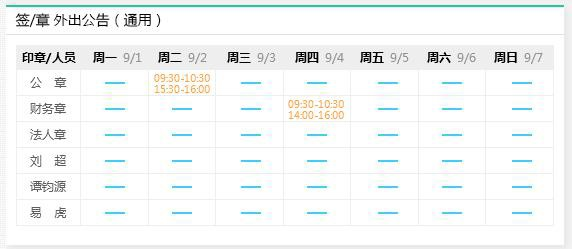 签/章 外出公告（通用）
印章/人员 周一 9/1 周二 9/2 周三 9/3 周四 9/4 周五 9/5 周六 9/6 周日 9/7
公 章 — 09:30-10:30 — — — — —
15:30-16:00
财务章 — — — 09:30-10:30 — — —
14:00-16:00
法人章 — — — — — — —
刘 超 — — — — — — —
谭钧源 — — — — — — —
易 虎 — — — — — — —